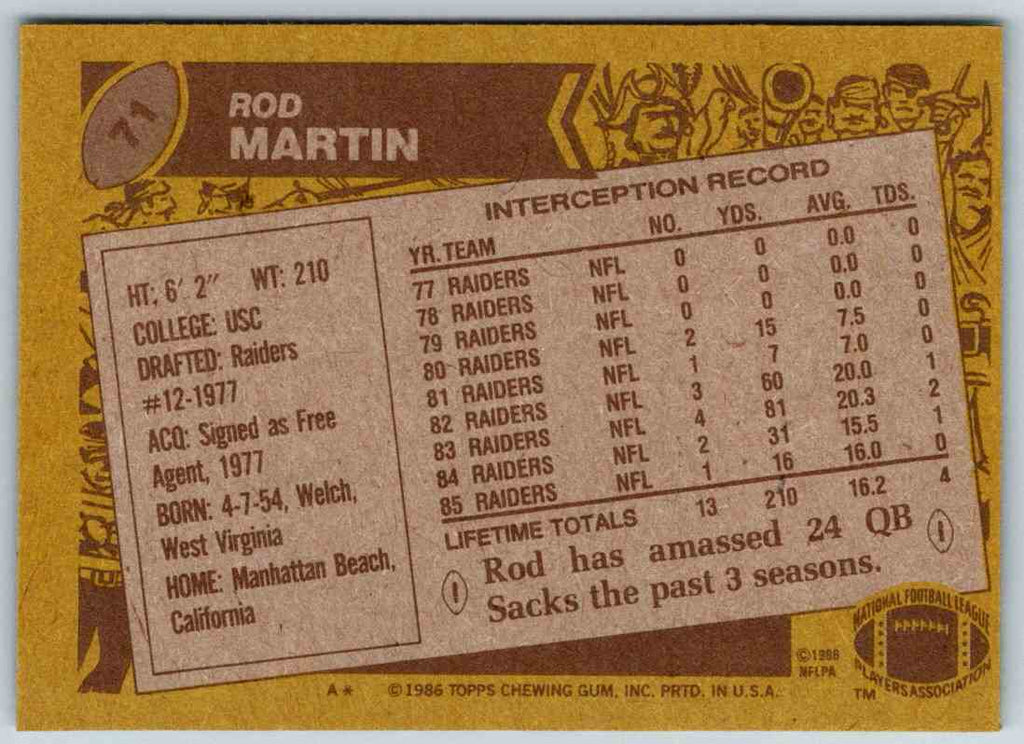 71
ROD
MARTIN
HT: 6' 2" WT: 210
COLLEGE: USC
DRAFTED: Raiders
#12-1977
ACQ: Signed as Free
Agent, 1977
BORN: 4-7-54, Welch,
West Virginia
HOME: Manhattan Beach,
California
INTERCEPTION RECORD
YR. TEAM NO. YDS. AVG. TDS.
77 RAIDERS NFL 0 0 0.0 0
78 RAIDERS NFL 0 0 0.0 0
79 RAIDERS NFL 0 0 0.0 0
80 RAIDERS NFL 2 15 7.5 0
81 RAIDERS NFL 1 7 7.0 0
82 RAIDERS NFL 3 60 20.0 1
83 RAIDERS NFL 4 81 20.3 2
84 RAIDERS NFL 2 31 15.5 1
85 RAIDERS NFL 1 16 16.0 0
LIFETIME TOTALS 13 210 16.2 4
Rod has amassed 24 QB
Sacks the past 3 seasons.
A* ©1986 TOPPS CHEWING GUM, INC. PRTD. IN U.S.A.
©1986
NFLPA
NATIONAL FOOTBALL LEAGUE
PLAYERS ASSOCIATION
TM